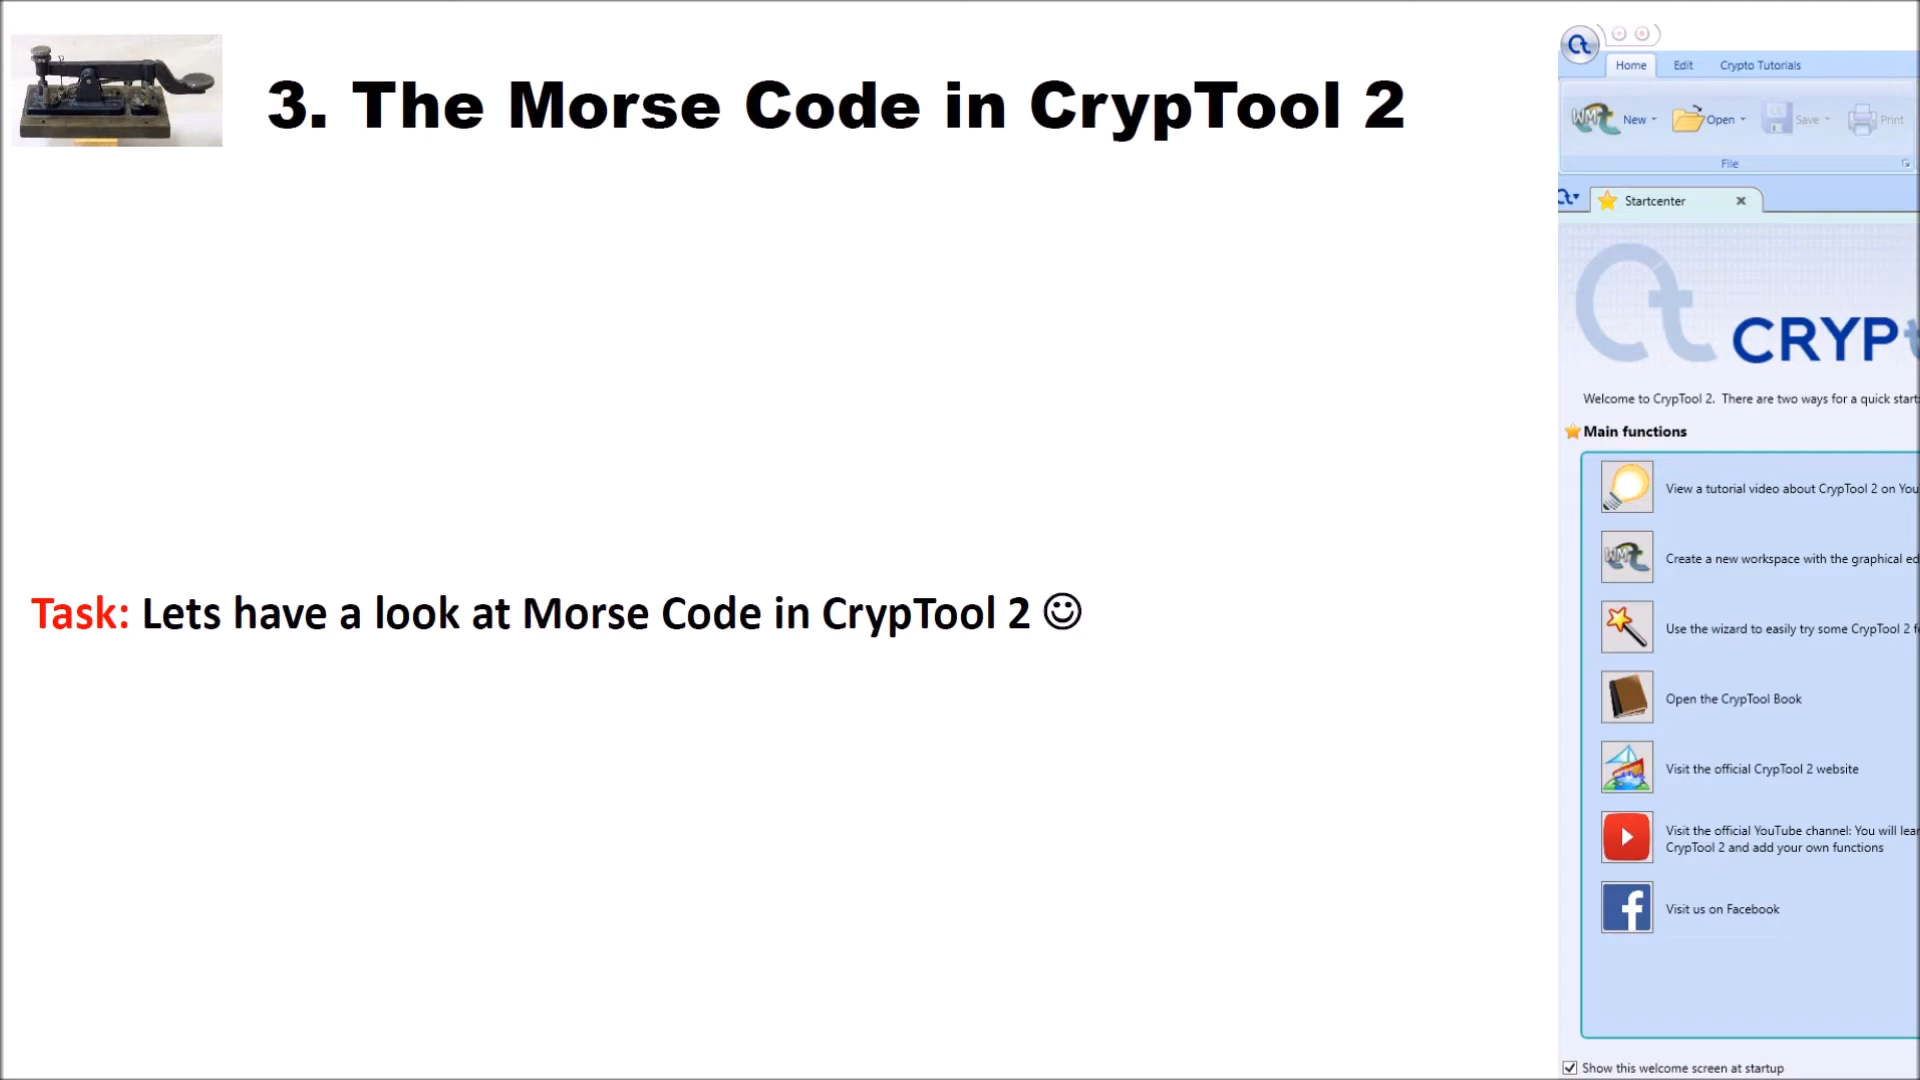 3. The Morse Code in CrypTool 2
Task: Lets have a look at Morse Code in CrypTool 2 ☺
Home Edit Crypto Tutorials
New Open Save Print
File
Startcenter
CRYP
Welcome to CrypTool 2. There are two ways for a quick start
Main functions
View a tutorial video about CrypTool 2 on You
Create a new workspace with the graphical ed
Use the wizard to easily try some CrypTool 2 f
Open the CrypTool Book
Visit the official CrypTool 2 website
Visit the official YouTube channel: You will lear
CrypTool 2 and add your own functions
Visit us on Facebook
Show this welcome screen at startup